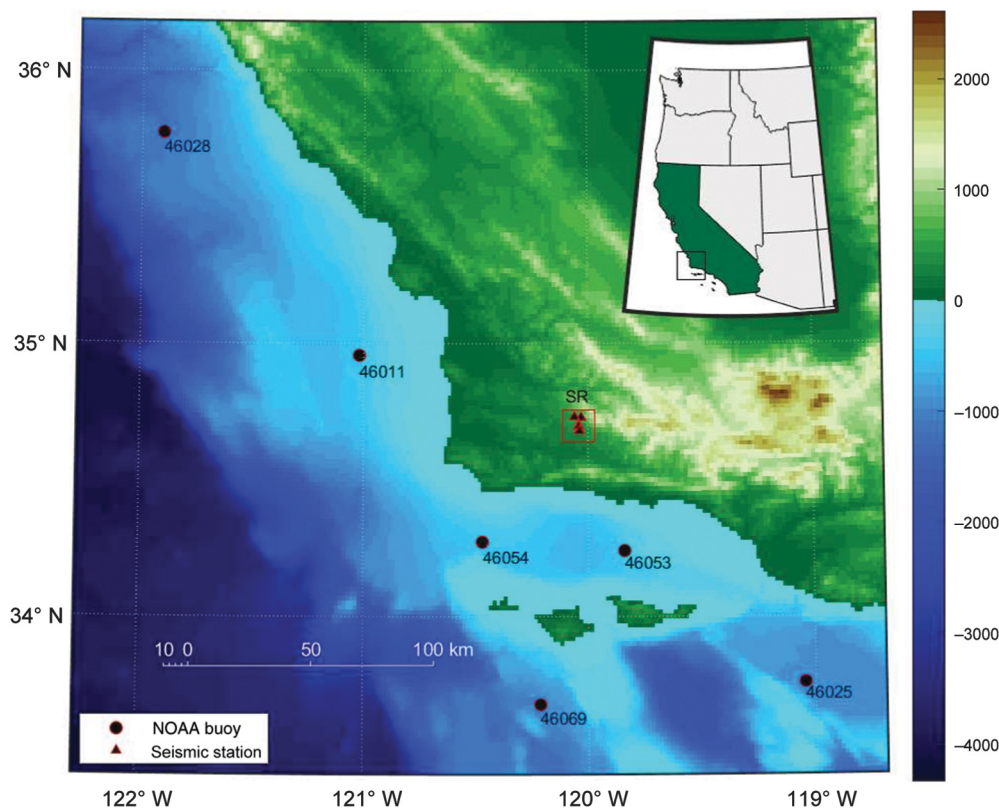 36° N
35° N
34° N
46028
46011
SR
46054
46053
46069
46025
10 0 50 100 km
NOAA buoy
Seismic station
122° W
121° W
120° W
119° W
2000
1000
0
−1000
−2000
−3000
−4000